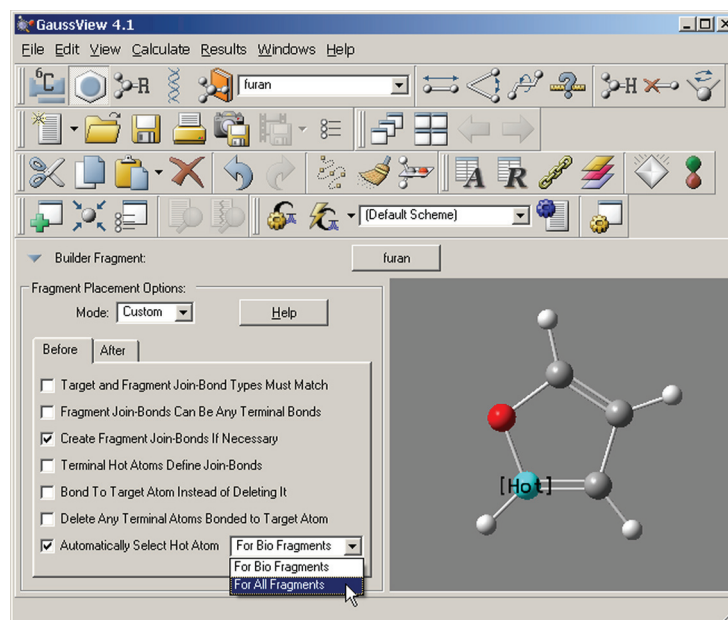 GaussView 4.1
File Edit View Calculate Results Windows Help
6C R furan H
A R
(Default Scheme)
Builder Fragment: furan
Fragment Placement Options:
Mode: Custom Help
Before After
Target and Fragment Join-Bond Types Must Match
Fragment Join-Bonds Can Be Any Terminal Bonds
Create Fragment Join-Bonds If Necessary
Terminal Hot Atoms Define Join-Bonds
Bond To Target Atom Instead of Deleting It
Delete Any Terminal Atoms Bonded to Target Atom
Automatically Select Hot Atom For Bio Fragments
For Bio Fragments
For All Fragments
[Hot]